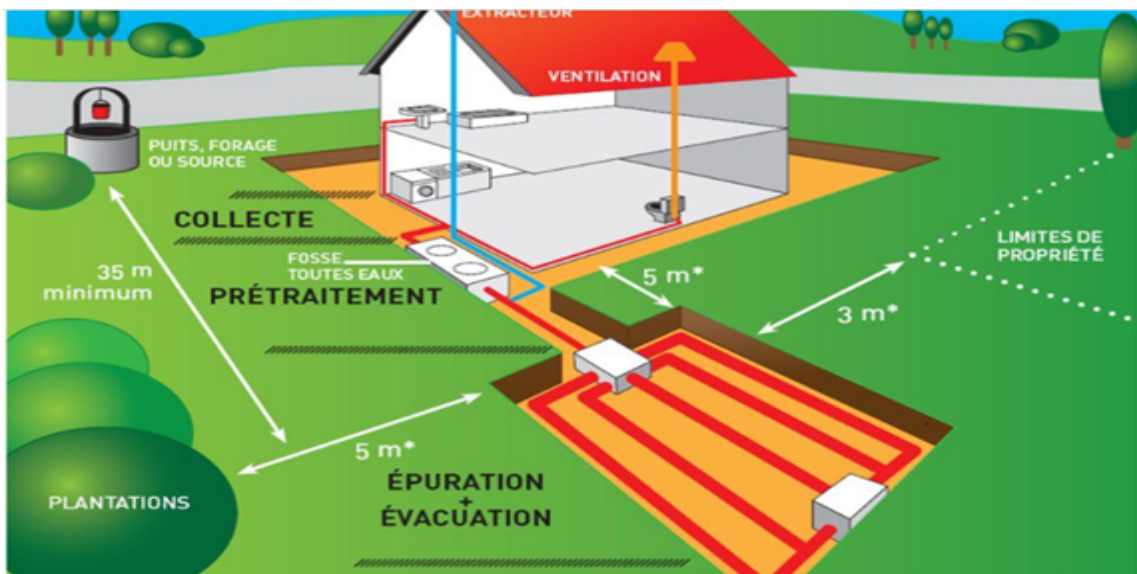 EXTRACTEUR
VENTILATION
PUITS, FORAGE
OU SOURCE
COLLECTE
FOSSE
TOUTES EAUX
PRÉTRAITEMENT
35 m
minimum
5 m*
LIMITES DE
PROPRIÉTÉ
3 m*
5 m*
ÉPURATION
+
ÉVACUATION
PLANTATIONS